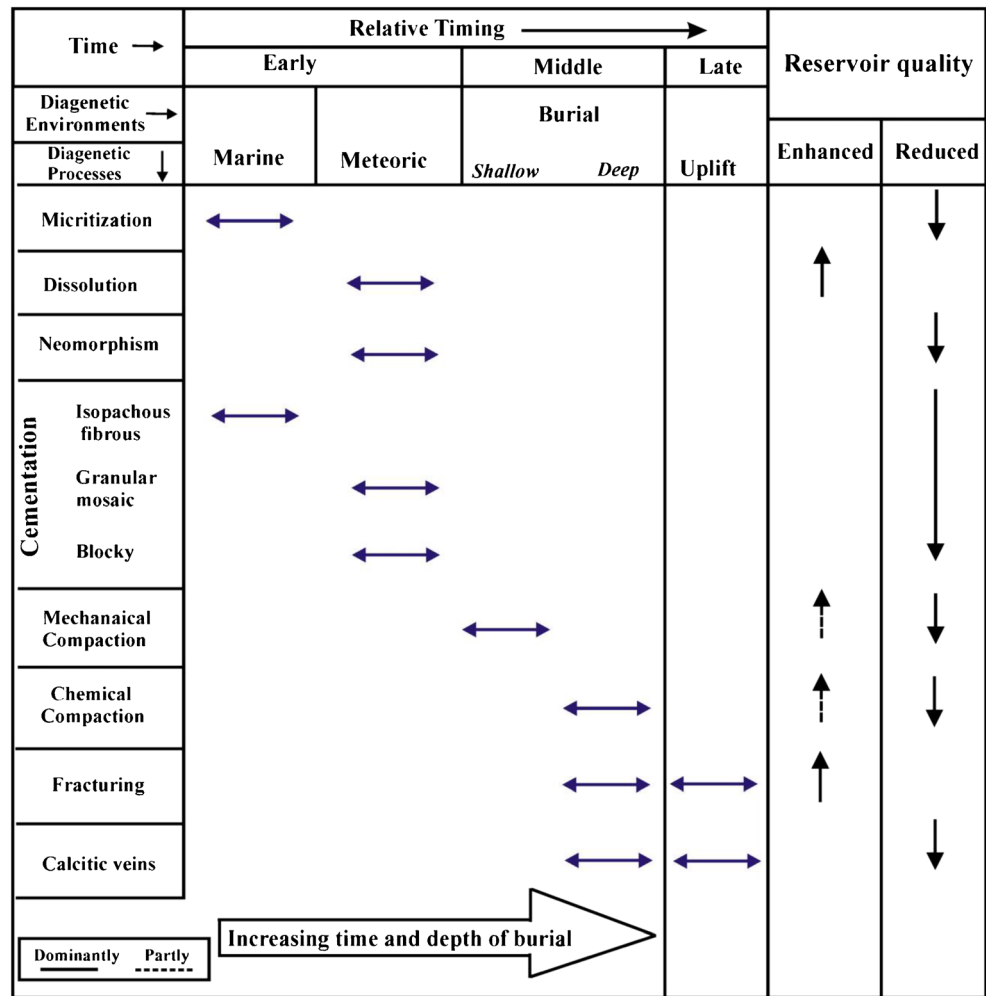 Time
Relative Timing
Early
Middle
Late
Reservoir quality
Diagenetic
Environments
Burial
Diagenetic
Processes
Marine
Meteoric
Shallow
Deep
Uplift
Enhanced
Reduced
Micritization
Dissolution
Neomorphism
Cementation
Isopachous
fibrous
Granular
mosaic
Blocky
Mechanaical
Compaction
Chemical
Compaction
Fracturing
Calcitic veins
Increasing time and depth of burial
Dominantly
Partly